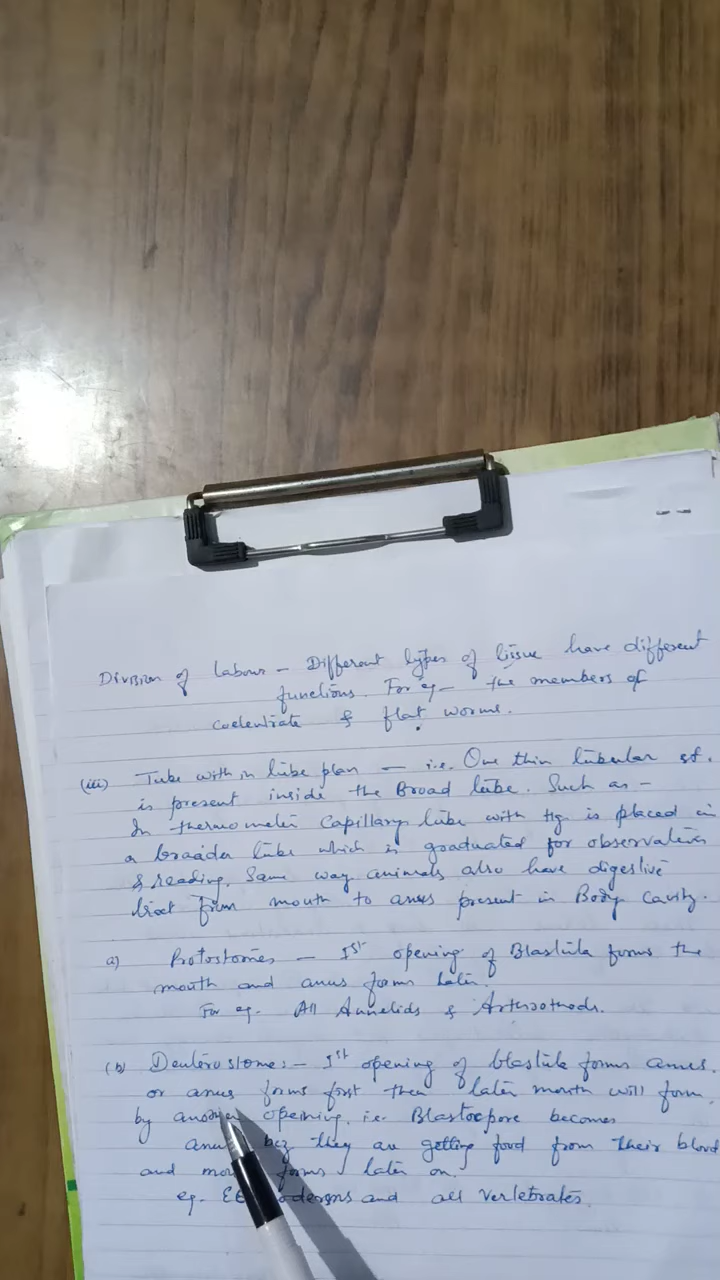 Division of labour – Different types of tissue have different
functions. For eg – the members of
coelentrate & flat worms.
(iii) Tube with in tube plan – i.e. One thin tubular st.
is present inside the Broad tube. Such as –
In thermometer Capillary tube with Hg. is placed in
a broader tube which is graduated for observation
& reading. Same way animals also have digestive
tract from mouth to anus present in Body Cavity.
a) Protostomes – Ist opening of Blastula forms the
mouth and anus forms later.
For eg. All Annelids & Arthropods.
(b) Deuterostome:– Ist opening of blastula forms anus.
or anus forms first then later mouth will form
by another opening. i.e. Blastocpore becomes
anus bcz they are getting food from their blood
and forms later on.
eg. and all vertebrates.